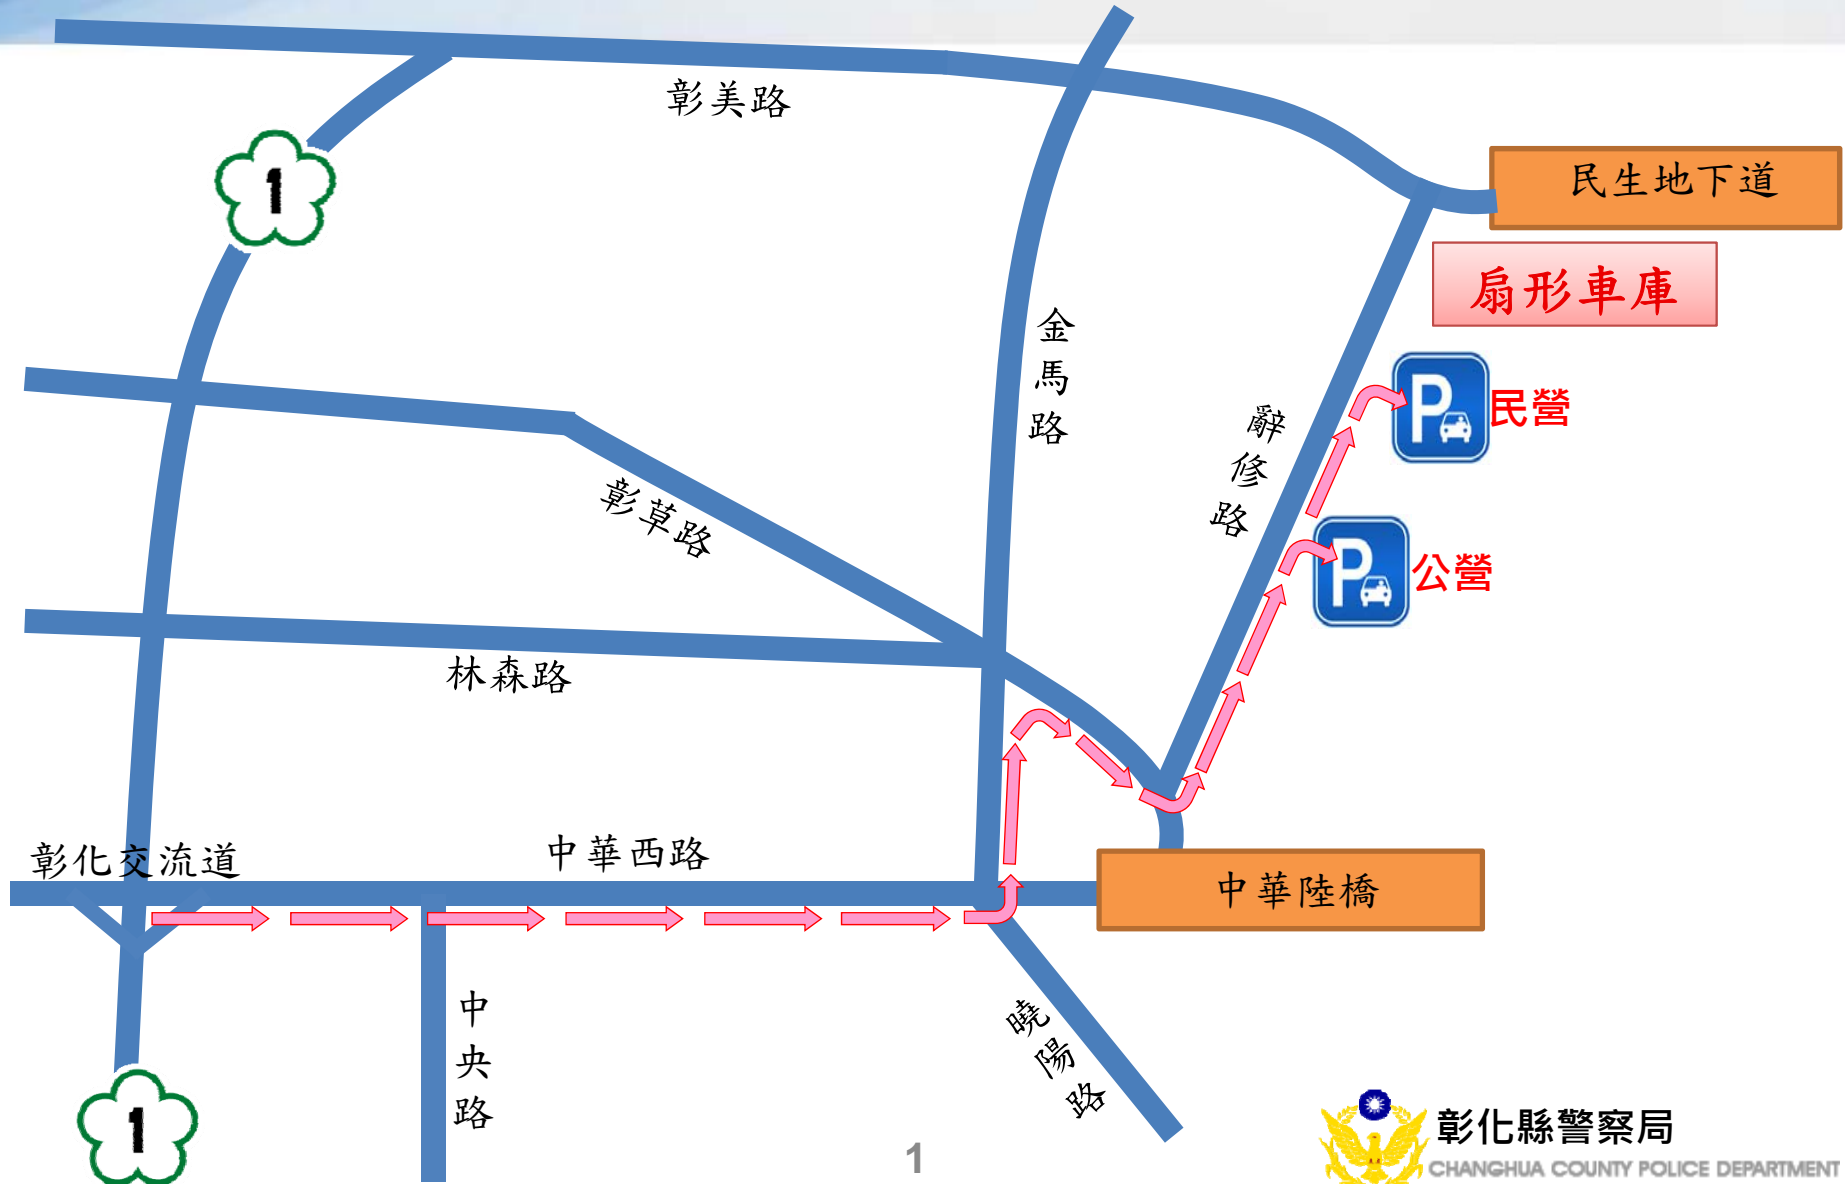 彰美路
1
民生地下道
扇形車庫
金馬路
民營
辭修路
彰草路
公營
林森路
彰化交流道
中華西路
中華陸橋
中央路
曉陽路
1
1
彰化縣警察局
CHANGHUA COUNTY POLICE DEPARTMENT
P
P